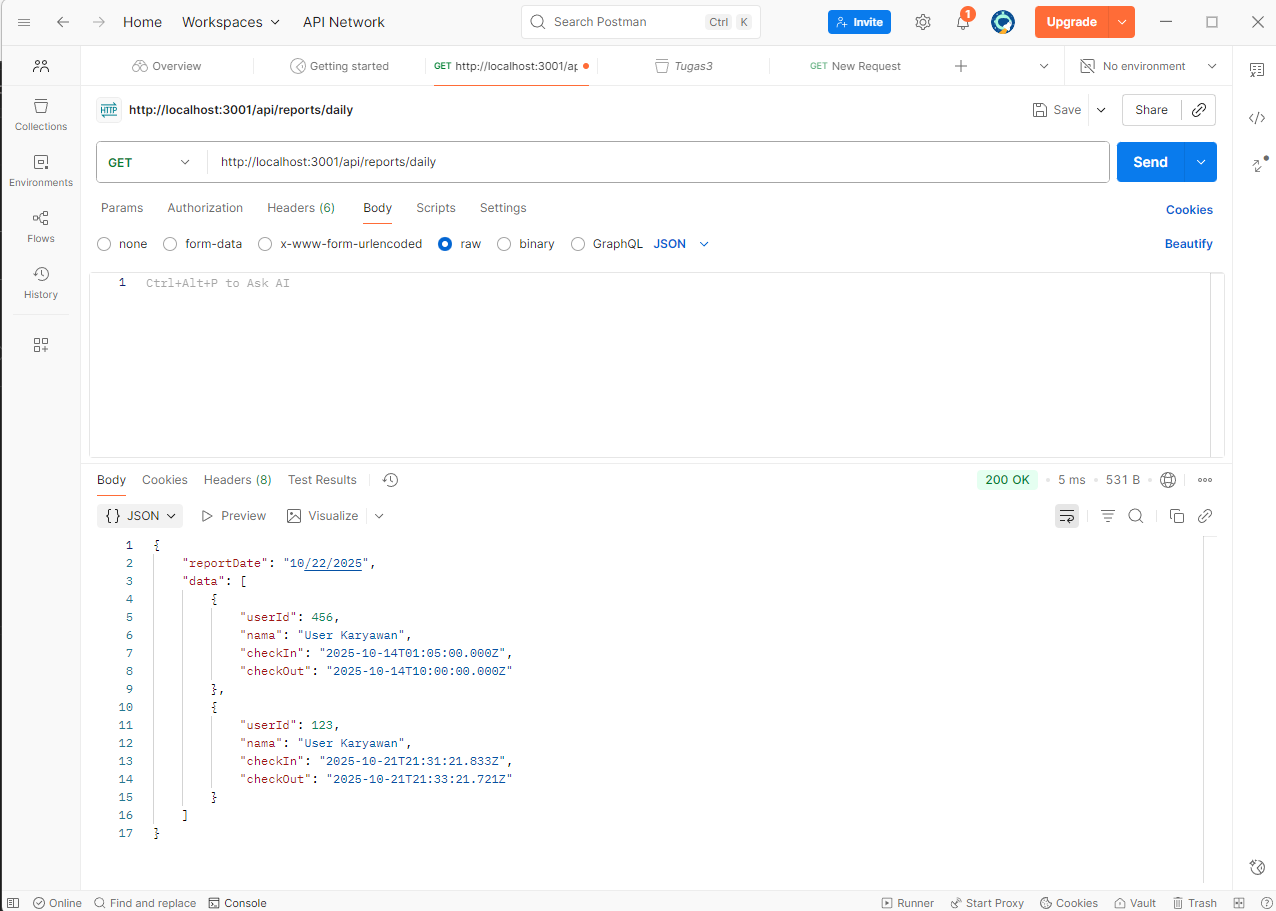 Home Workspaces API Network Search Postman Ctrl K Invite 1 Upgrade
Overview Getting started GET http://localhost:3001/ap Tugas3 GET New Request No environment
HTTP http://localhost:3001/api/reports/daily Save Share
Collections
GET http://localhost:3001/api/reports/daily Send
Environments
Params Authorization Headers (6) Body Scripts Settings Cookies
Flows
none form-data x-www-form-urlencoded raw binary GraphQL JSON Beautify
History
1 Ctrl+Alt+P to Ask AI
Body Cookies Headers (8) Test Results 200 OK 5 ms 531 B
{} JSON Preview Visualize
1 {
2 "reportDate": "10/22/2025",
3 "data": [
4 {
5 "userId": 456,
6 "nama": "User Karyawan",
7 "checkIn": "2025-10-14T01:05:00.000Z",
8 "checkOut": "2025-10-14T10:00:00.000Z"
9 },
10 {
11 "userId": 123,
12 "nama": "User Karyawan",
13 "checkIn": "2025-10-21T21:31:21.833Z",
14 "checkOut": "2025-10-21T21:33:21.721Z"
15 }
16 ]
17 }
Online Find and replace Console Runner Start Proxy Cookies Vault Trash